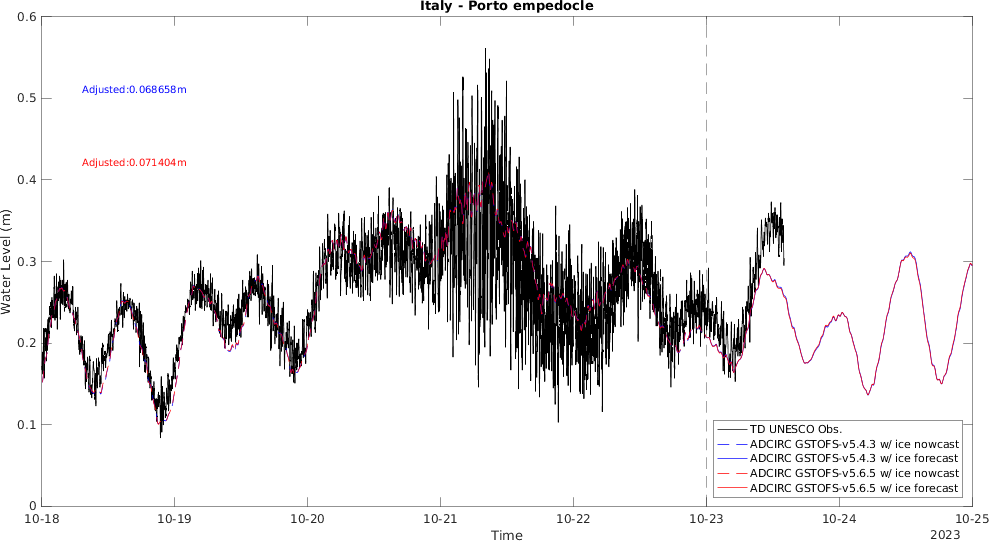 Italy - Porto empedocle
0.6
0.5
0.4
0.3
0.2
0.1
0
Water Level (m)
Adjusted:0.068658m
Adjusted:0.071404m
TD UNESCO Obs.
ADCIRC GSTOFS-v5.4.3 w/ ice nowcast
ADCIRC GSTOFS-v5.4.3 w/ ice forecast
ADCIRC GSTOFS-v5.6.5 w/ ice nowcast
ADCIRC GSTOFS-v5.6.5 w/ ice forecast
10-18 10-19 10-20 10-21 10-22 10-23 10-24 10-25
Time
2023